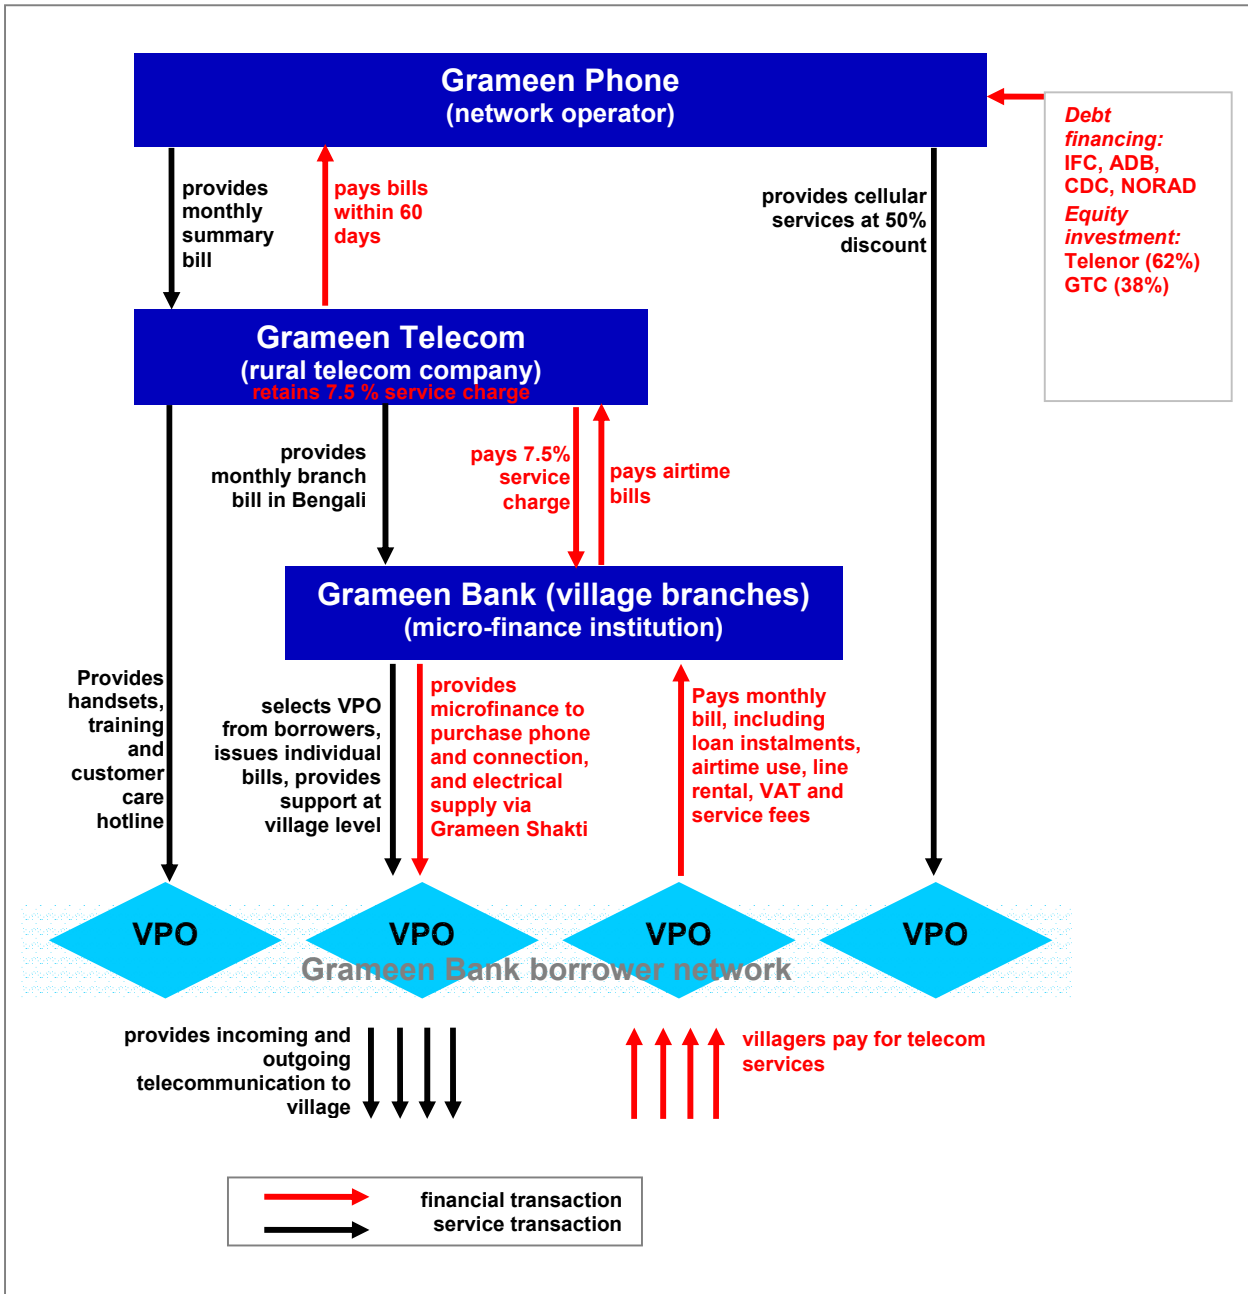 Grameen Phone
(network operator)
Debt
financing:
IFC, ADB,
CDC, NORAD
Equity
investment:
Telenor (62%)
GTC (38%)
provides
monthly
summary
bill
pays bills
within 60
days
provides cellular
services at 50%
discount
Grameen Telecom
(rural telecom company)
retains 7.5 % service charge
provides
monthly branch
bill in Bengali
pays 7.5%
service
charge
pays airtime
bills
Grameen Bank (village branches)
(micro-finance institution)
Provides
handsets,
training
and
customer
care
hotline
selects VPO
from borrowers,
issues individual
bills, provides
support at
village level
provides
microfinance to
purchase phone
and connection,
and electrical
supply via
Grameen Shakti
Pays monthly
bill, including
loan instalments,
airtime use, line
rental, VAT and
service fees
VPO
VPO
VPO
VPO
Grameen Bank borrower network
provides incoming and
outgoing
telecommunication to
village
villagers pay for telecom
services
financial transaction
service transaction